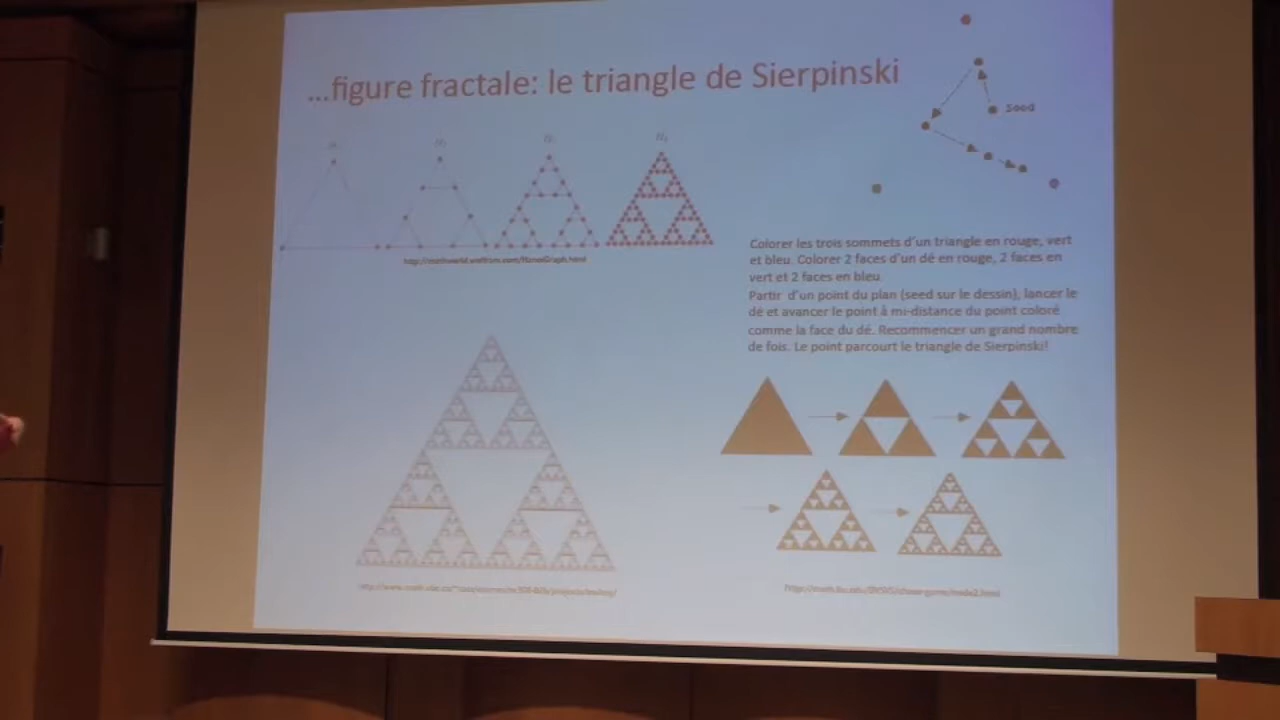 ...figure fractale: le triangle de Sierpinski
Seed
http://mathworld.wolfram.com/HanoiGraph.html
Colorer les trois sommets d'un triangle en rouge, vert
et bleu. Colorer 2 faces d'un dé en rouge, 2 faces en
vert et 2 faces en bleu.
Partir d'un point du plan (seed sur le dessin), lancer le
dé et avancer le point à mi-distance du point coloré
comme la face du dé. Recommencer un grand nombre
de fois. Le point parcourt le triangle de Sierpinski!